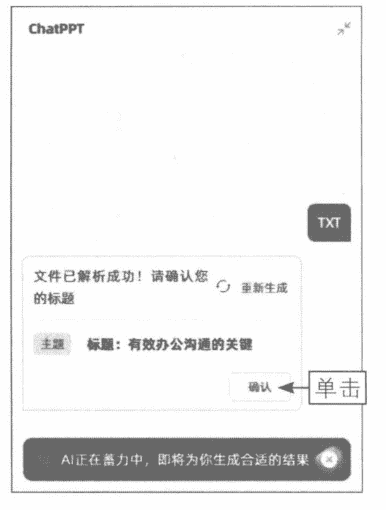 ChatPPT
TXT
文件已解析成功！请确认您的标题
重新生成
主题 标题：有效办公沟通的关键
确认
单击
AI正在蓄力中，即将为你生成合适的结果